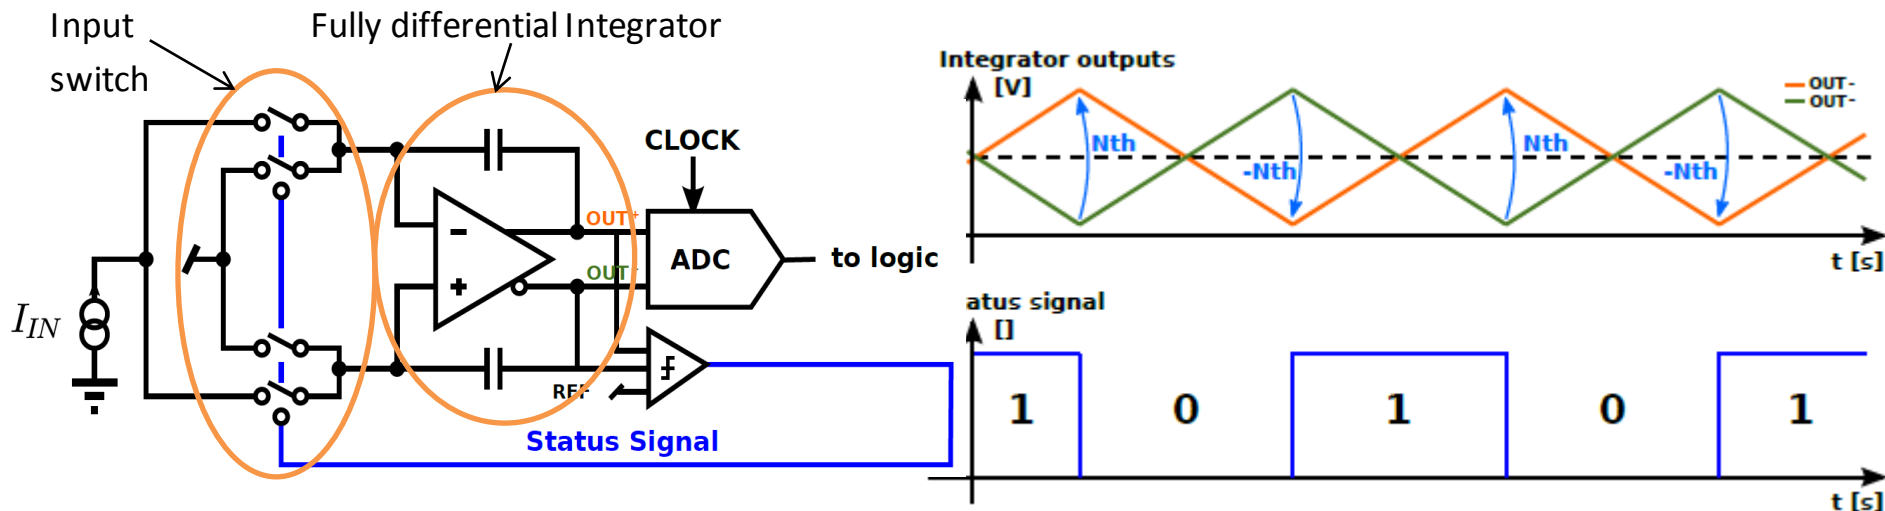 Input
switch
Fully differential Integrator
CLOCK
OUT+
OUT-
ADC
to logic
I_IN
-
+
REF
Status Signal
Integrator outputs
[V]
OUT-
OUT-
Nth
-Nth
Nth
-Nth
t [s]
atus signal
[]
1
0
1
0
1
t [s]